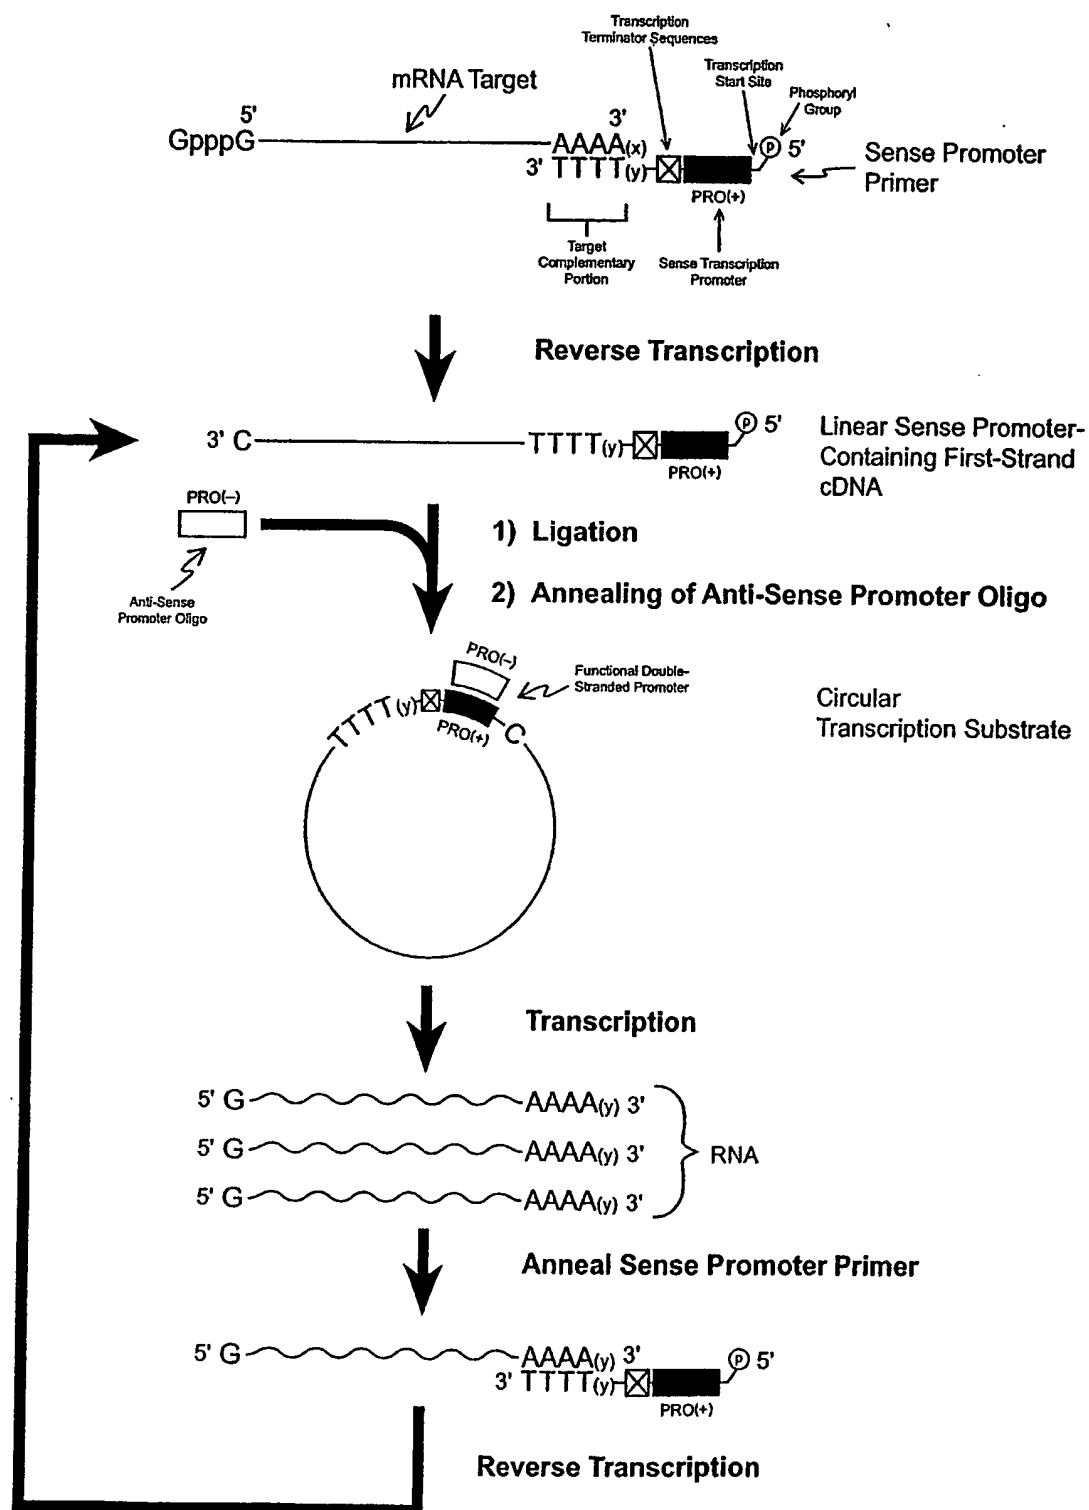 Transcription
Terminator Sequences
Transcription
Start Site
Phosphoryl
Group
mRNA Target
5'
3'
GpppG
AAAA(x)
P 5'
3' TTTT(y)
PRO(+)
Sense Promoter
Primer
Target
Complementary
Portion
Sense Transcription
Promoter
Reverse Transcription
3' C
TTTT(y)
P 5'
PRO(+)
Linear Sense Promoter-
Containing First-Strand
cDNA
PRO(–)
Anti-Sense
Promoter Oligo
1) Ligation
2) Annealing of Anti-Sense Promoter Oligo
PRO(–)
Functional Double-
Stranded Promoter
TTTT(y)
PRO(+)
C
Circular
Transcription Substrate
Transcription
5' G AAAA(y) 3'
5' G AAAA(y) 3'
5' G AAAA(y) 3'
RNA
Anneal Sense Promoter Primer
5' G AAAA(y) 3'
3' TTTT(y)
P 5'
PRO(+)
Reverse Transcription